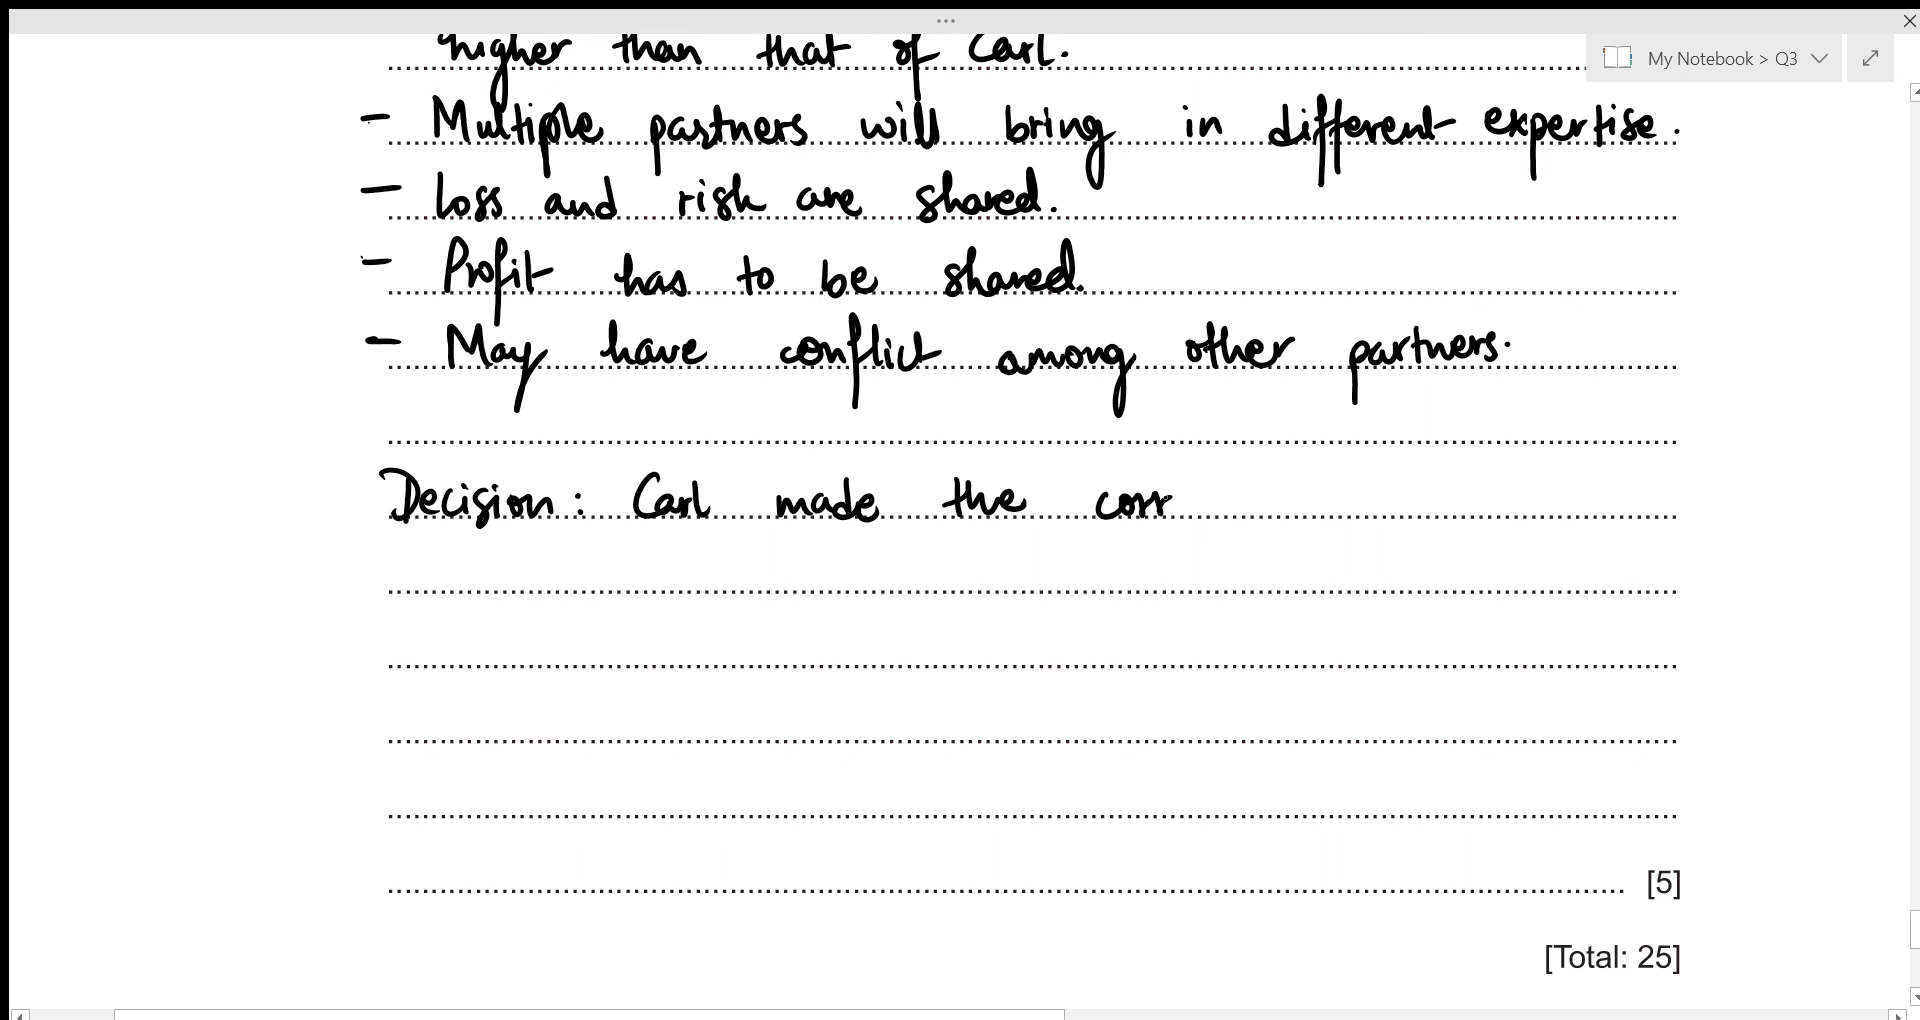 higher than that of Carl.
My Notebook > Q3
- Multiple partners will bring in different expertise.
- Loss and risk are shared.
- Profit has to be shared.
- May have conflict among other partners.
Decision: Carl made the corr
[5]
[Total: 25]